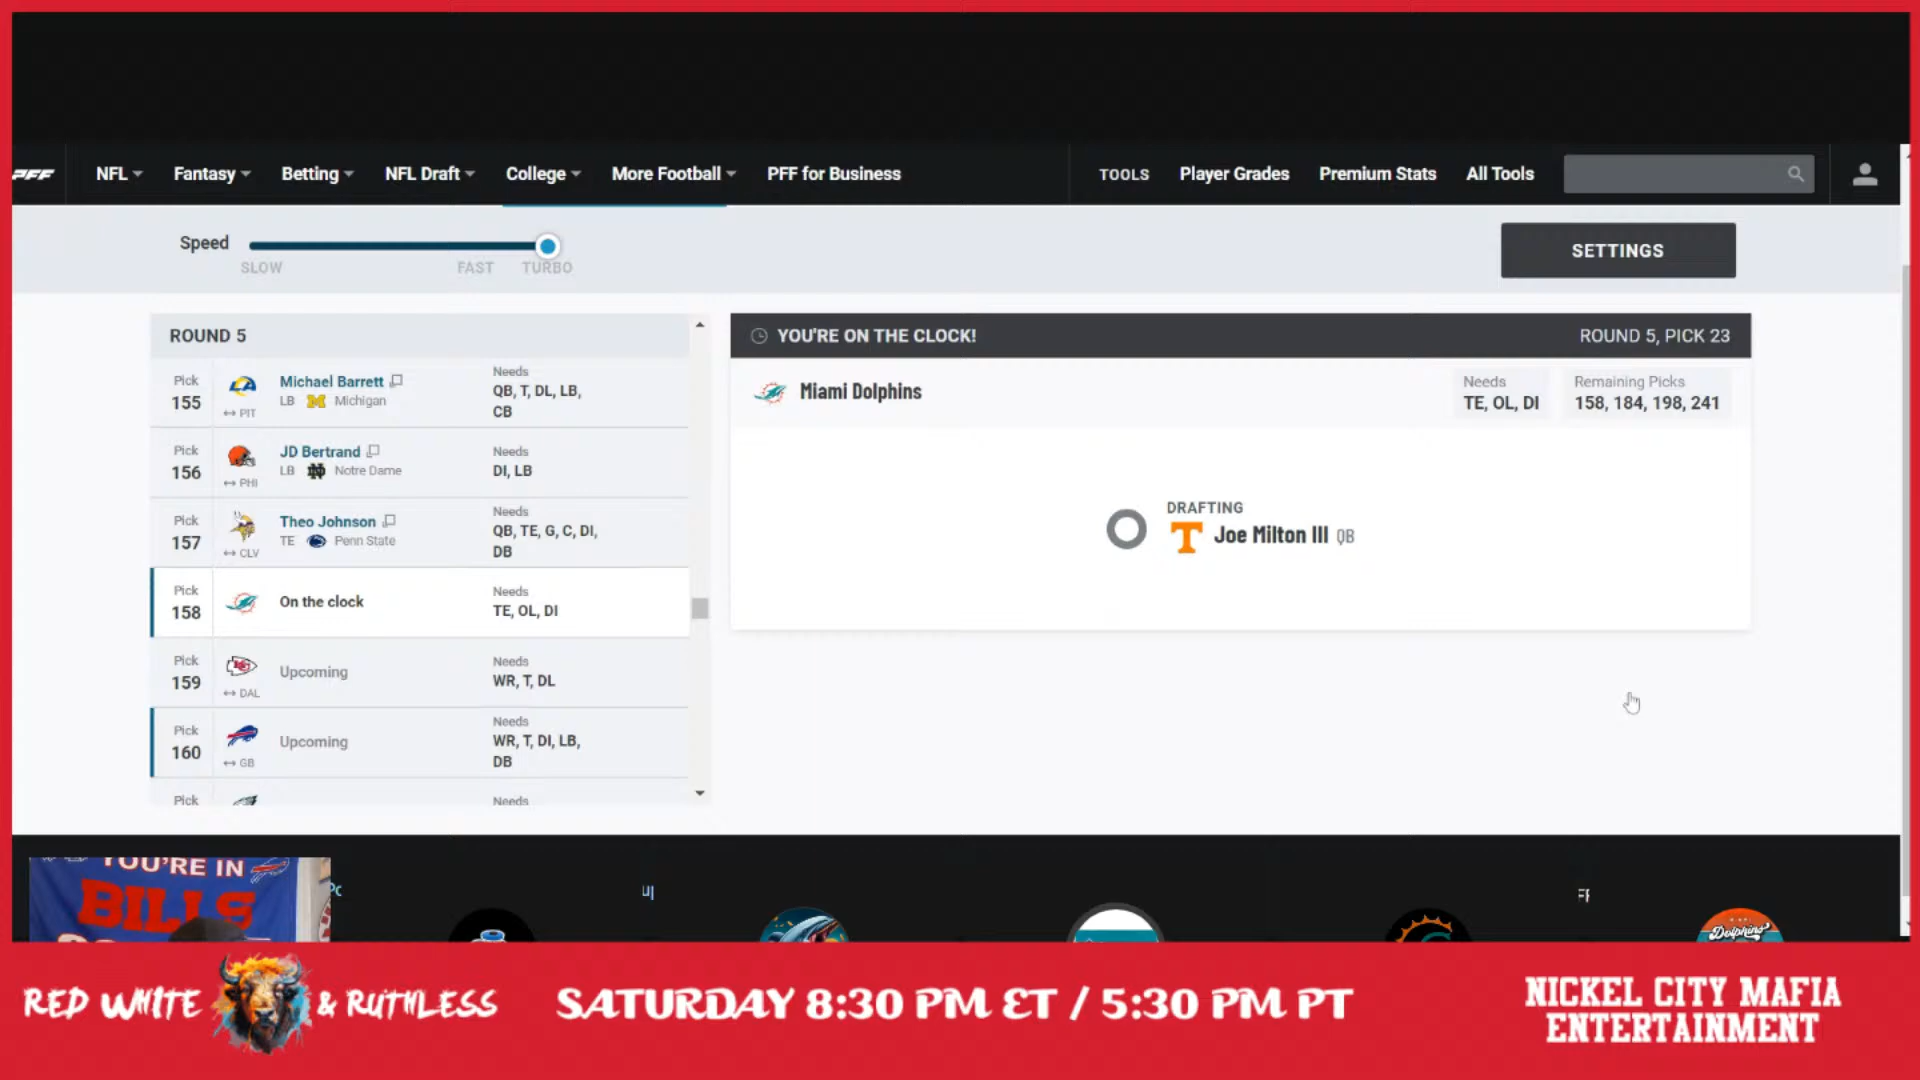 PFF
NFL
Fantasy
Betting
NFL Draft
College
More Football
PFF for Business
TOOLS
Player Grades
Premium Stats
All Tools
Speed
SLOW
FAST
TURBO
SETTINGS
ROUND 5
Pick
155
PIT
Michael Barrett
LB Michigan
Needs
QB, T, DL, LB,
CB
Pick
156
PHI
JD Bertrand
LB Notre Dame
Needs
DI, LB
Pick
157
CLV
Theo Johnson
TE Penn State
Needs
QB, TE, G, C, DI,
DB
Pick
158
On the clock
Needs
TE, OL, DI
Pick
159
DAL
Upcoming
Needs
WR, T, DL
Pick
160
GB
Upcoming
Needs
WR, T, DI, LB,
DB
Pick
Needs
YOU'RE ON THE CLOCK!
ROUND 5, PICK 23
Miami Dolphins
Needs
TE, OL, DI
Remaining Picks
158, 184, 198, 241
DRAFTING
T Joe Milton III QB
YOU'RE IN
BILLS
Dolphins
RED WHITE & RUTHLESS
SATURDAY 8:30 PM ET / 5:30 PM PT
NICKEL CITY MAFIA
ENTERTAINMENT